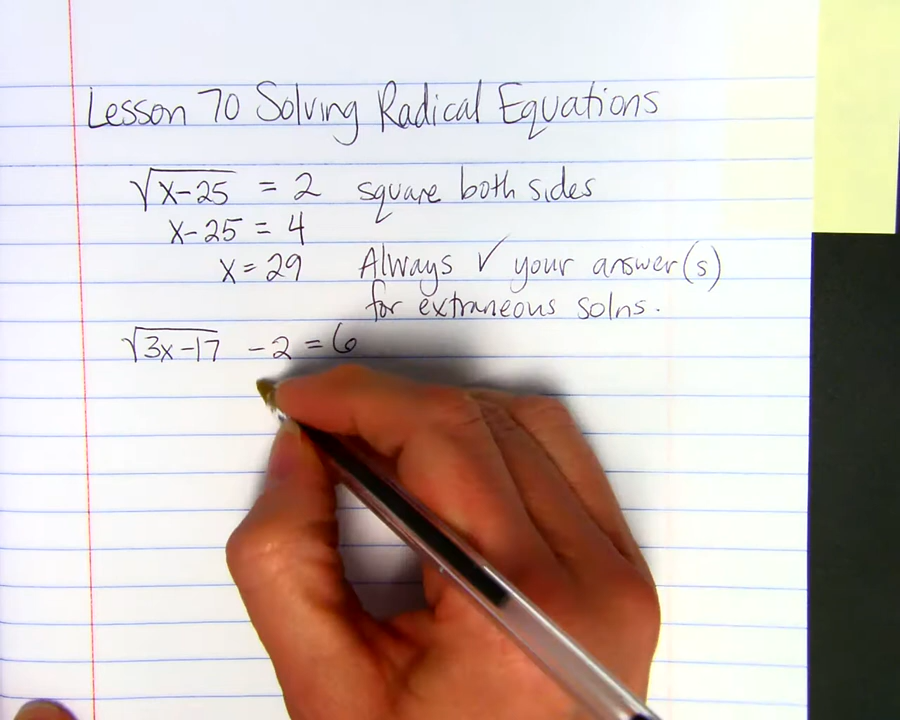 Lesson 70 Solving Radical Equations
√x-25 = 2 square both sides
x-25 = 4
x = 29 Always ✓ your answer(s)
for extraneous solns.
√3x-17 -2 = 6